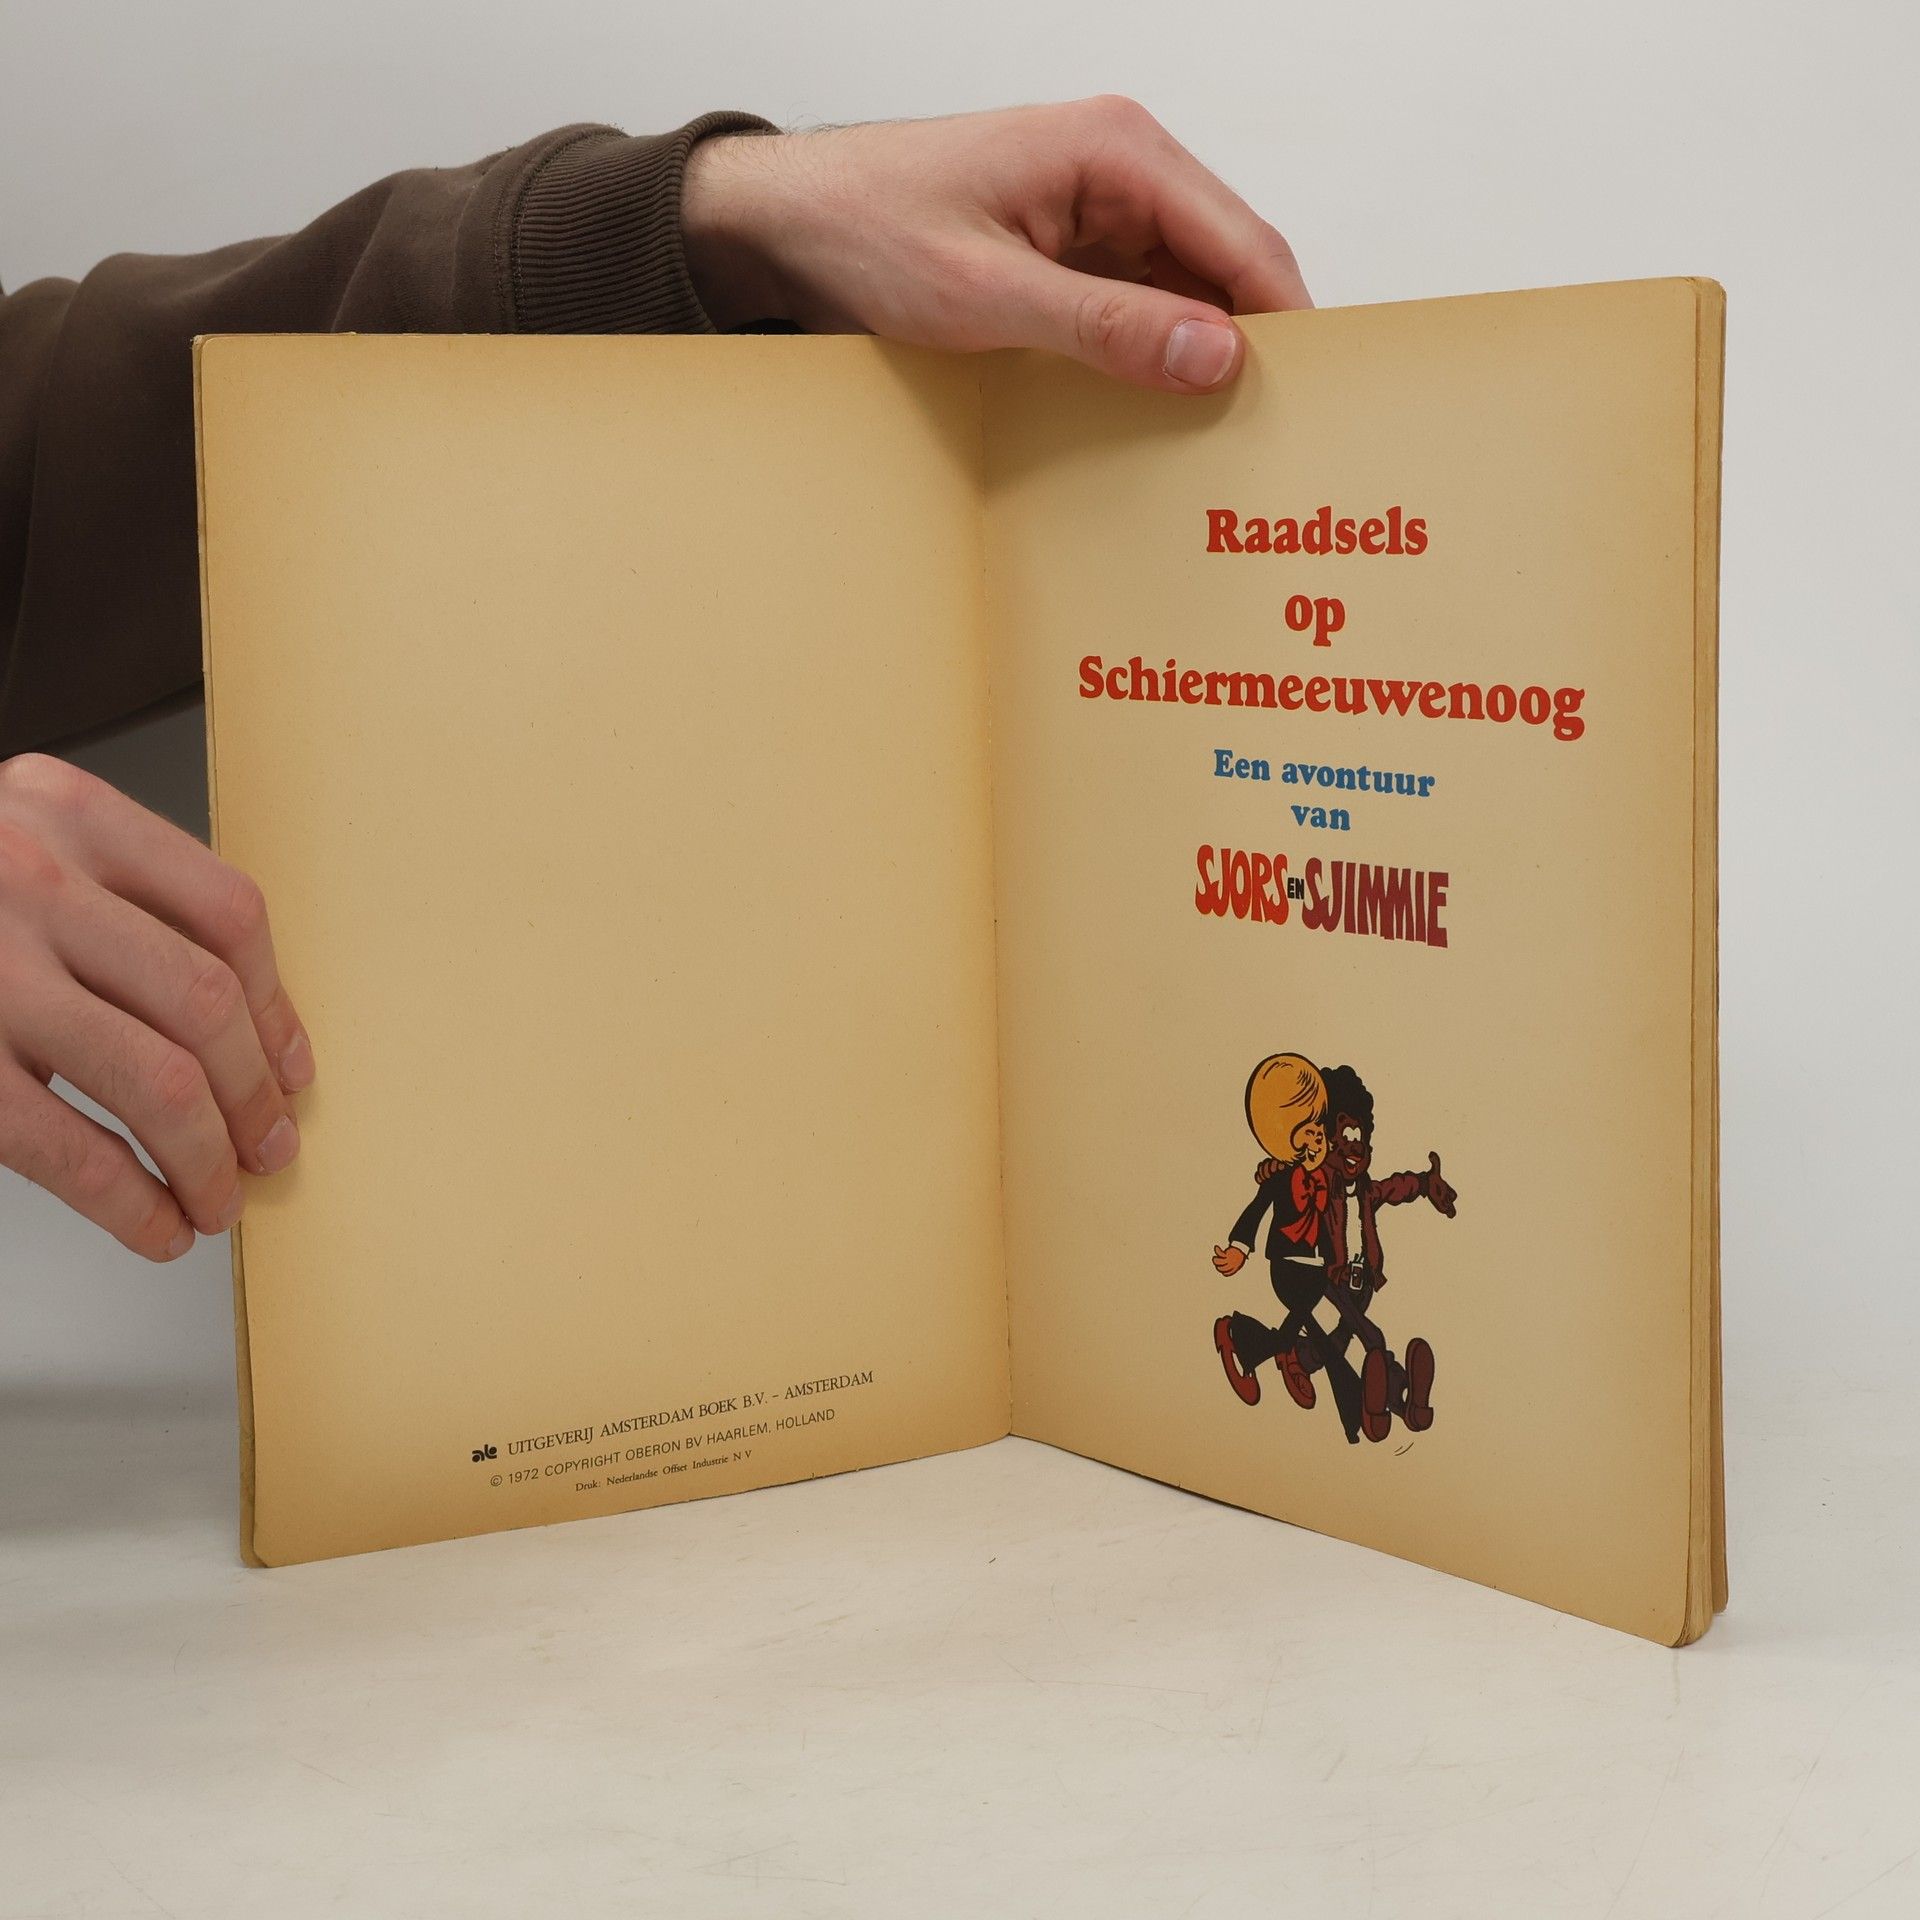 ale UITGEVERIJ AMSTERDAM BOEK B.V. – AMSTERDAM
© 1972 COPYRIGHT OBERON BV HAARLEM, HOLLAND
Druk: Nederlandse Offset Industrie N V
Raadsels
op
Schiermeeuwenoog
Een avontuur
van
SJORS EN SJIMMIE